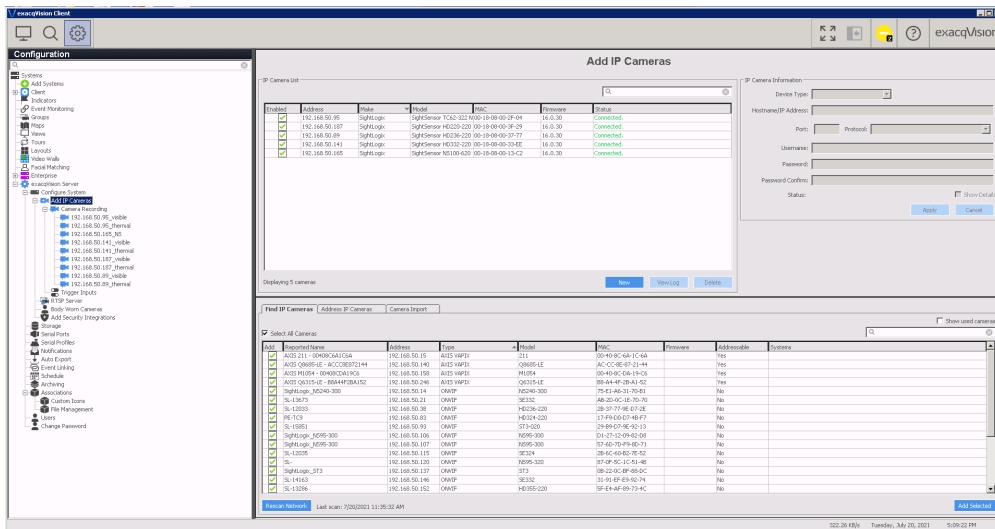 exacqVision Client
2
exacqVision
Configuration
Systems
Add Systems
Client
Indicators
Event Monitoring
Groups
Maps
Views
Tours
Layouts
Video Walls
Facial Matching
Enterprise
exacqVision Server
Configure System
Add IP Cameras
Camera Recording
192.168.50.95_visible
192.168.50.95_thermal
192.168.50.165_NS
192.168.50.141_visible
192.168.50.141_thermal
192.168.50.187_visible
192.168.50.187_thermal
192.168.50.89_visible
192.168.50.89_thermal
Trigger Inputs
RTSP Server
Body Worn Cameras
Add Security Integrations
Storage
Serial Ports
Serial Profiles
Notifications
Auto Export
Event Linking
Schedule
Archiving
Associations
Custom Icons
File Management
Users
Change Password
Add IP Cameras
IP Camera List
Enabled Address Make Model MAC Firmware Status
192.168.50.95 SightLogix SightSensor TC62-322 N 00-18-08-00-2F-04 16.0.30 Connected.
192.168.50.187 SightLogix SightSensor HD220-220 00-18-08-00-3F-29 16.0.30 Connected.
192.168.50.89 SightLogix SightSensor HD236-220 00-18-08-00-37-77 16.0.30 Connected.
192.168.50.141 SightLogix SightSensor HD332-220 00-18-08-00-33-EE 16.0.30 Connected.
192.168.50.165 SightLogix SightSensor NS100-620 00-18-08-00-13-C2 16.0.30 Connected.
Displaying 5 cameras
New View Log Delete
IP Camera Information
Device Type:
Hostname/IP Address:
Port: Protocol:
Username:
Password:
Password Confirm:
Status: Show Details
Apply Cancel
Find IP Cameras Address IP Cameras Camera Import
Show used cameras
Select All Cameras
Add Reported Name Address Type Model MAC Firmware Addressable Systems
AXIS 211 - 00408C6A1C6A 192.168.50.15 AXIS VAPIX 211 00-40-8C-6A-1C-6A Yes
AXIS Q8685-LE - ACCC8E872144 192.168.50.140 AXIS VAPIX Q8685-LE AC-CC-8E-87-21-44 Yes
AXIS M1054 - 00408CDA19C6 192.168.50.158 AXIS VAPIX M1054 00-40-8C-DA-19-C6 Yes
AXIS Q6315-LE - B8A44F2BA152 192.168.50.246 AXIS VAPIX Q6315-LE B8-A4-4F-2B-A1-52 Yes
SightLogix_NS240-300 192.168.50.14 ONVIF NS240-300 75-E1-A6-31-70-B1 No
SL-13673 192.168.50.21 ONVIF SE332 AB-2D-0C-1E-7D-70 No
SL-12033 192.168.50.38 ONVIF HD236-220 2B-37-77-9E-D7-2E No
PE-TC9 192.168.50.83 ONVIF HD324-220 17-F9-D0-D7-4B-F7 No
SL-15851 192.168.50.93 ONVIF ST3-020 29-B9-D7-9E-92-13 No
SightLogix_NS95-300 192.168.50.106 ONVIF NS95-300 D1-27-12-09-82-D8 No
SightLogix_NS95-300 192.168.50.107 ONVIF NS95-300 57-6D-7D-F9-8D-71 No
SL-12035 192.168.50.115 ONVIF SE324 2B-6C-60-B2-7E-52 No
SL- 192.168.50.120 ONVIF NS95-320 87-0F-5C-1C-51-4B No
SightLogix_ST3 192.168.50.137 ONVIF ST3 0B-22-0C-BF-88-DC No
SL-14163 192.168.50.146 ONVIF SE332 31-91-EF-E9-92-74 No
SL-13286 192.168.50.152 ONVIF HD355-220 5F-E4-AF-89-73-4C No
Rescan Network Last scan: 7/20/2021 11:35:32 AM Add Selected
322.26 KB/s Tuesday, July 20, 2021 5:09:22 PM